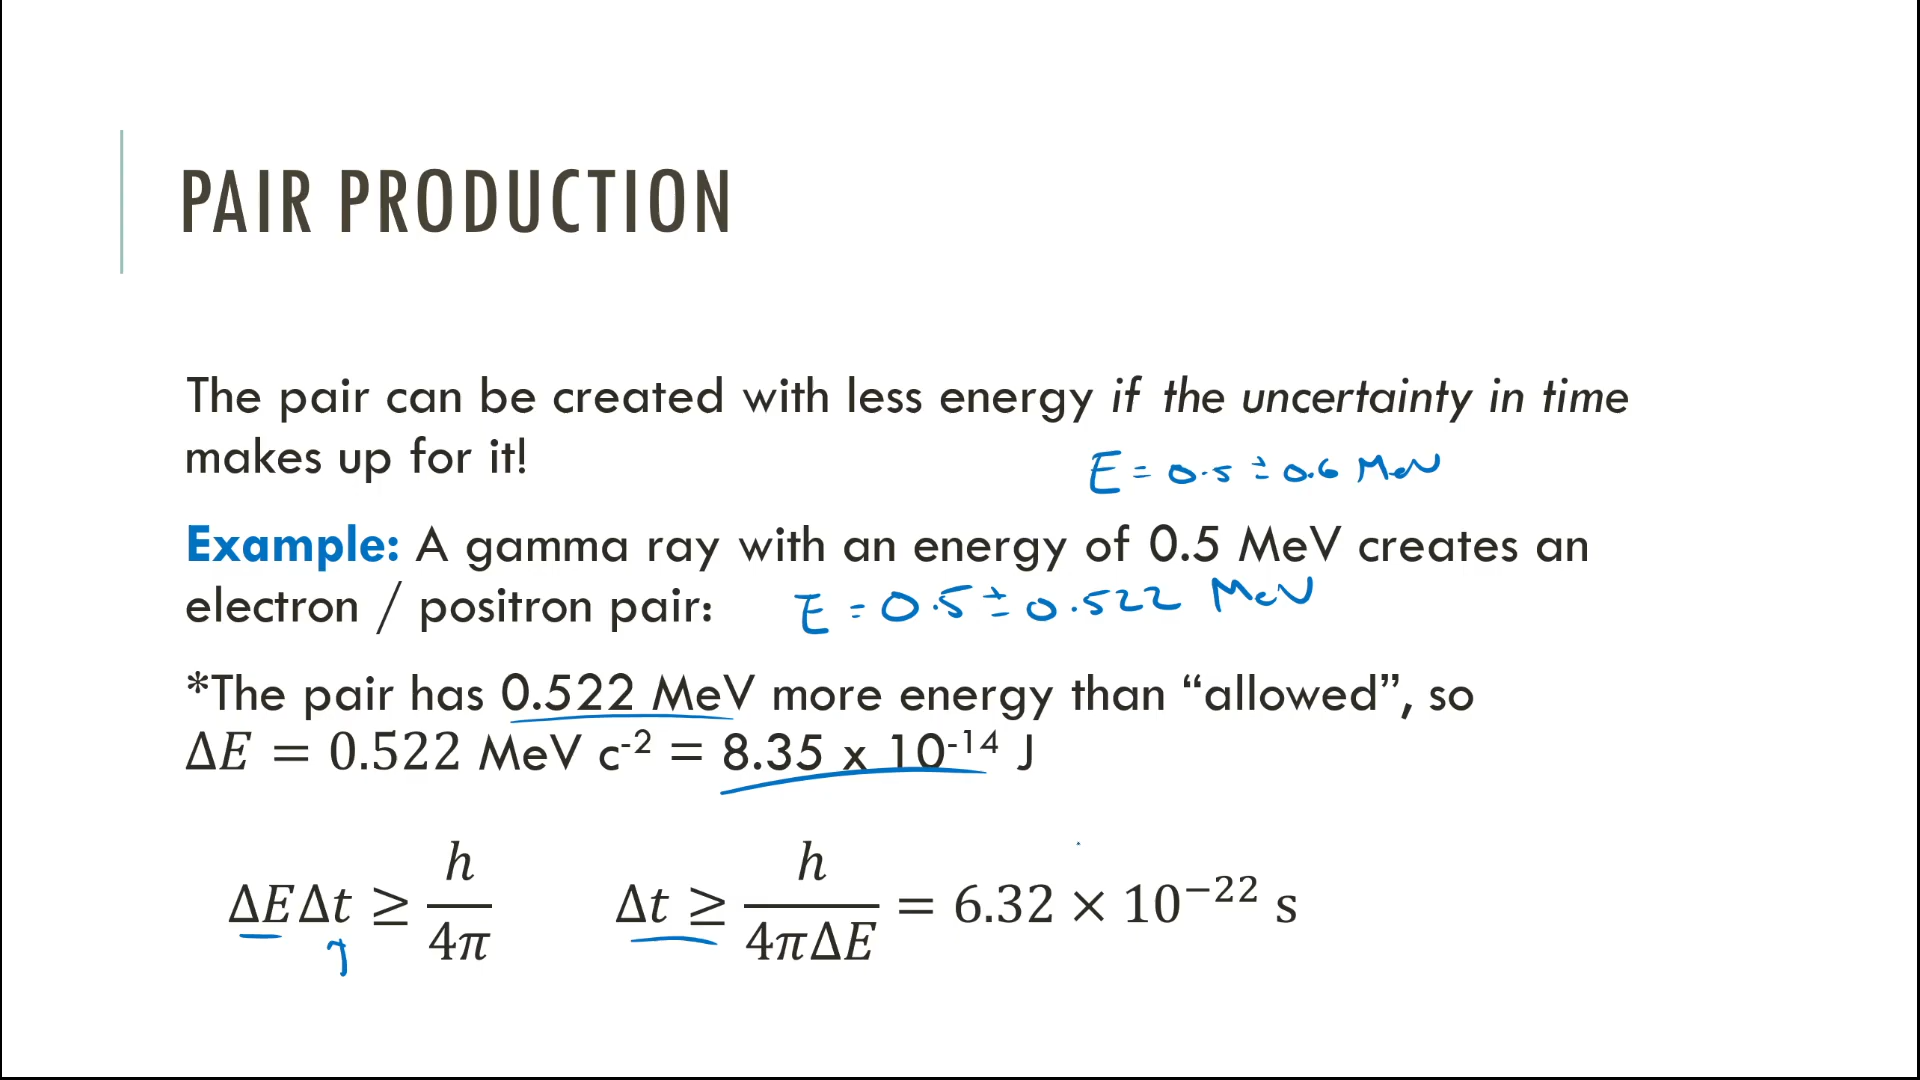 PAIR PRODUCTION
The pair can be created with less energy if the uncertainty in time
makes up for it!
E = 0.5 ± 0.6 MeV
Example: A gamma ray with an energy of 0.5 MeV creates an
electron / positron pair:
E = 0.5 ± 0.522 MeV
*The pair has 0.522 MeV more energy than “allowed”, so
ΔE = 0.522 MeV c⁻² = 8.35 x 10⁻¹⁴ J
ΔEΔt ≥ h/4π
Δt ≥ h/4πΔE = 6.32 × 10⁻²² s